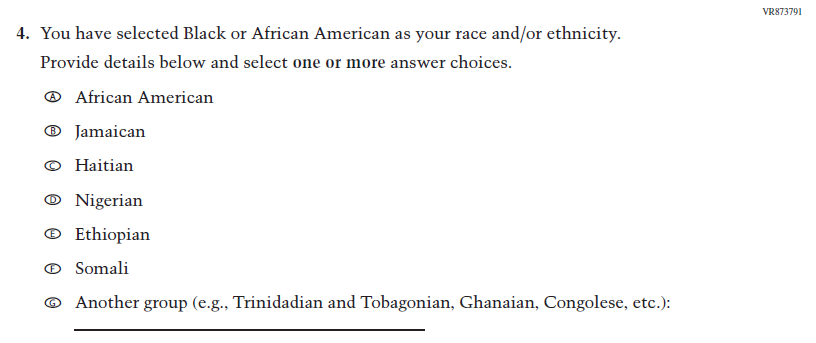 VR873791
4. You have selected Black or African American as your race and/or ethnicity.
Provide details below and select one or more answer choices.
Ⓐ African American
Ⓑ Jamaican
Ⓒ Haitian
Ⓓ Nigerian
Ⓔ Ethiopian
Ⓕ Somali
Ⓖ Another group (e.g., Trinidadian and Tobagonian, Ghanaian, Congolese, etc.):